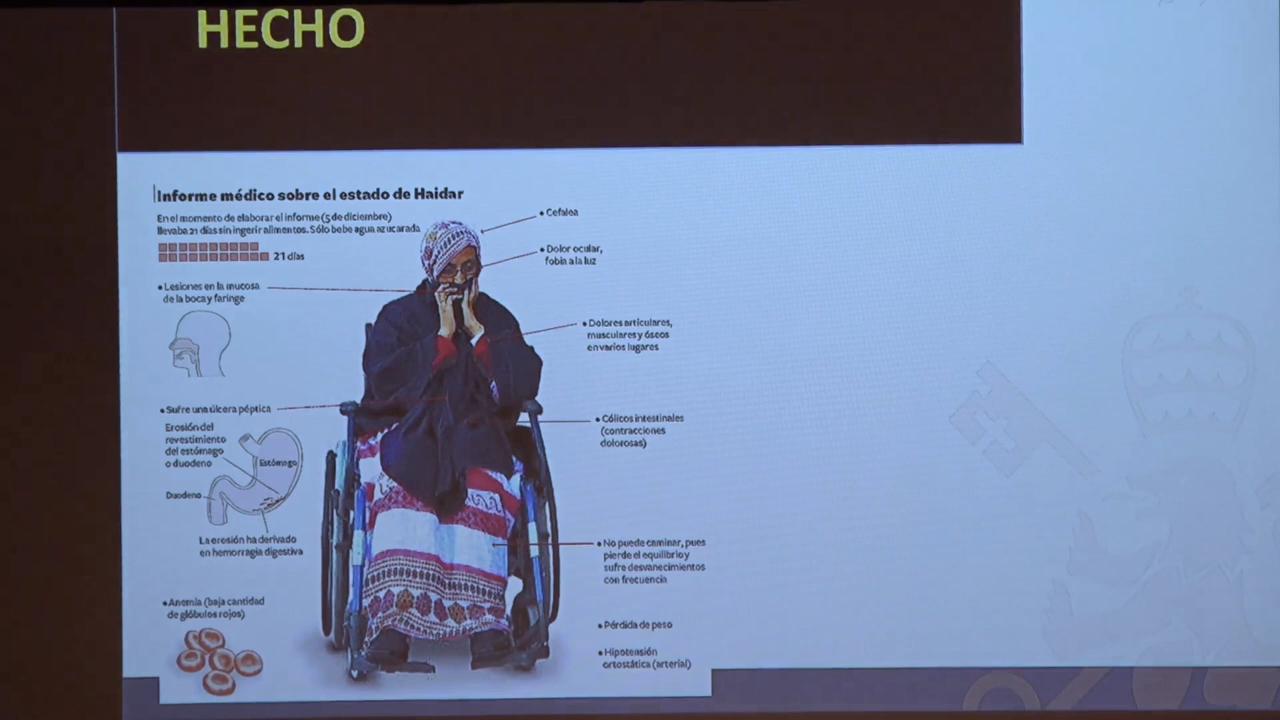 HECHO
Informe médico sobre el estado de Haidar
En el momento de elaborar el informe (5 de diciembre)
llevaba 21 días sin ingerir alimentos. Sólo bebe agua azucarada
21 días
• Lesiones en la mucosa
de la boca y faringe
• Sufre una úlcera péptica
Erosión del
revestimiento
del estómago
o duodeno
Estómago
Duodeno
La erosión ha derivado
en hemorragia digestiva
• Anemia (baja cantidad
de glóbulos rojos)
• Cefalea
• Dolor ocular,
fobia a la luz
• Dolores articulares,
musculares y óseos
en varios lugares
• Cólicos intestinales
(contracciones
dolorosas)
• No puede caminar, pues
pierde el equilibrio y
sufre desvanecimientos
con frecuencia
• Pérdida de peso
• Hipotensión
ortostática (arterial)